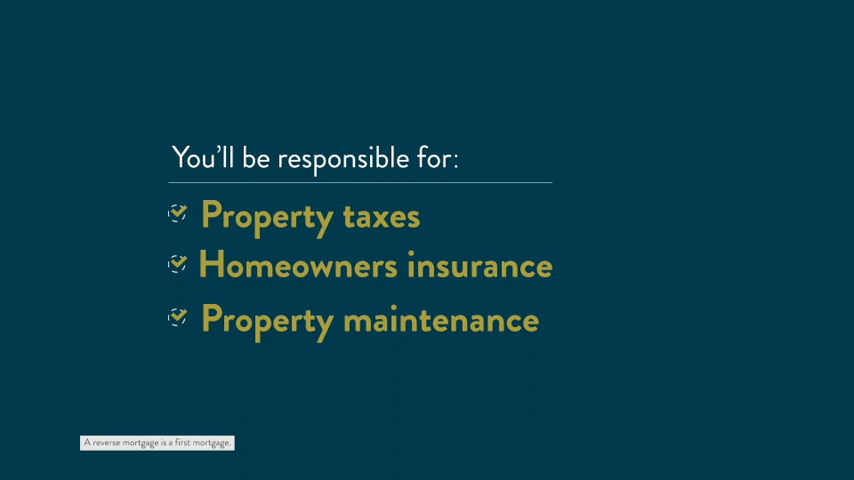 You'll be responsible for:
Property taxes
Homeowners insurance
Property maintenance
A reverse mortgage is a first mortgage.